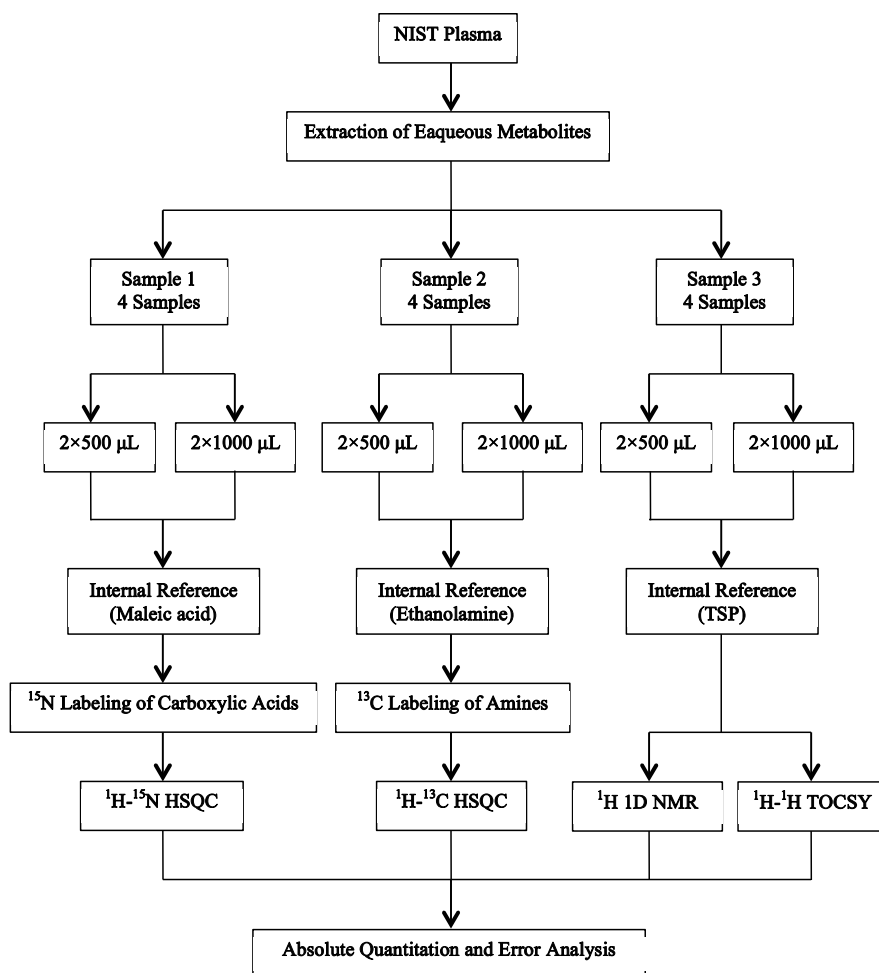 NIST Plasma
Extraction of Eaqueous Metabolites
Sample 1
4 Samples
Sample 2
4 Samples
Sample 3
4 Samples
2×500 μL
2×1000 μL
2×500 μL
2×1000 μL
2×500 μL
2×1000 μL
Internal Reference
(Maleic acid)
Internal Reference
(Ethanolamine)
Internal Reference
(TSP)
¹⁵N Labeling of Carboxylic Acids
¹³C Labeling of Amines
¹H-¹⁵N HSQC
¹H-¹³C HSQC
¹H 1D NMR
¹H-¹H TOCSY
Absolute Quantitation and Error Analysis